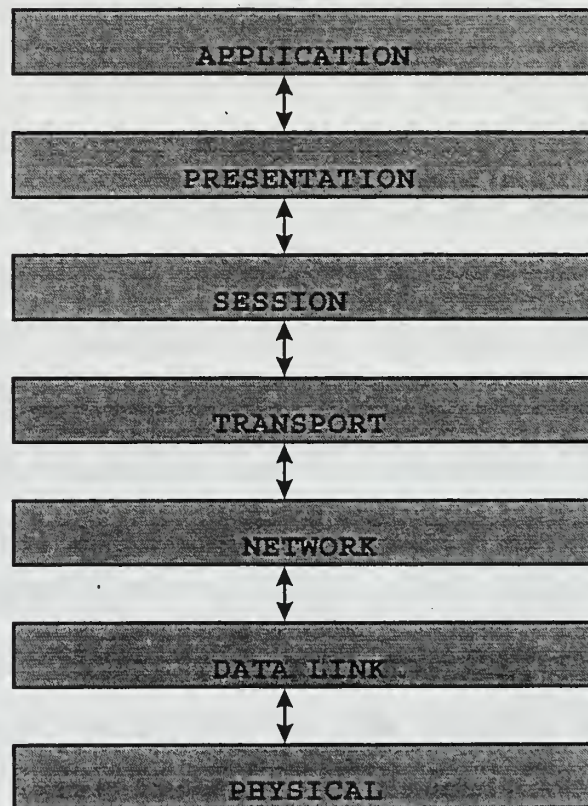 APPLICATION
PRESENTATION
SESSION
TRANSPORT
NETWORK
DATA LINK
PHYSICAL